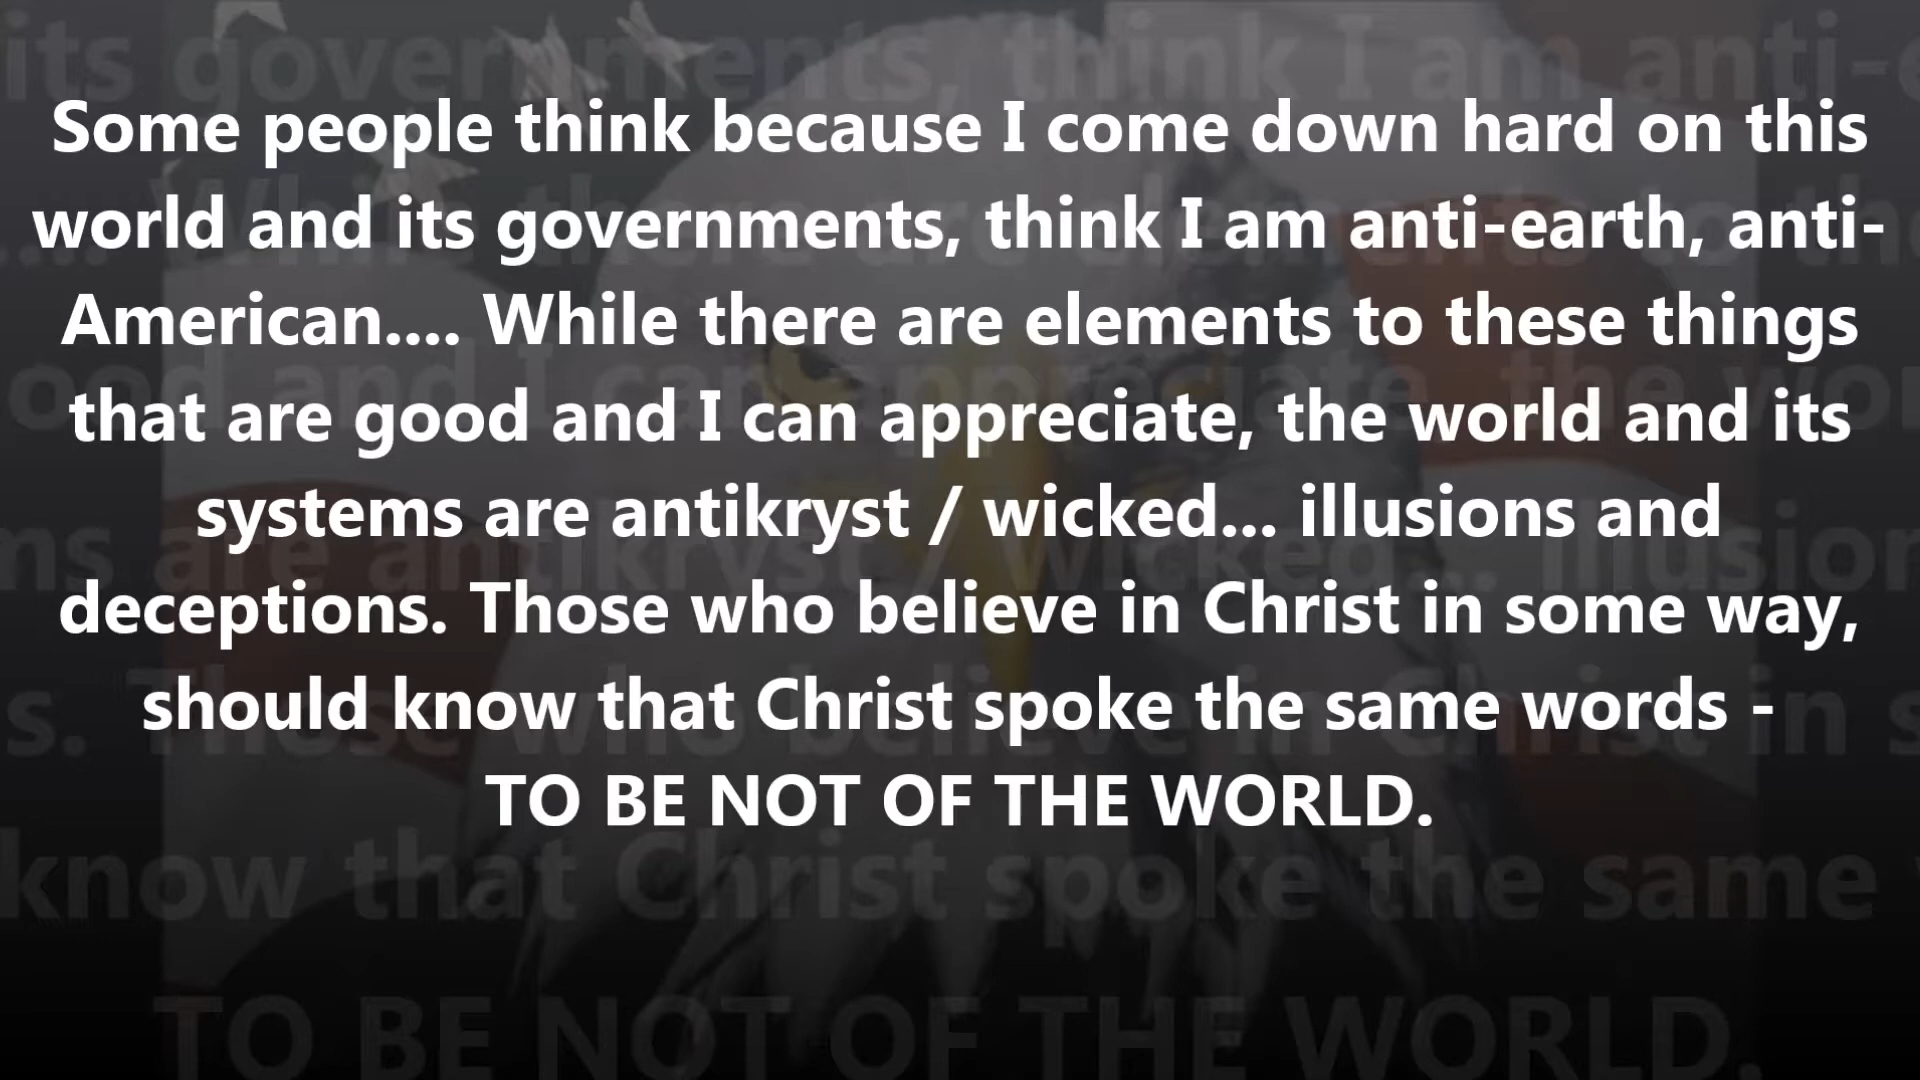 Some people think because I come down hard on this
world and its governments, think I am anti-earth, anti-
American.... While there are elements to these things
that are good and I can appreciate, the world and its
systems are antikryst / wicked... illusions and
deceptions. Those who believe in Christ in some way,
should know that Christ spoke the same words -
TO BE NOT OF THE WORLD.